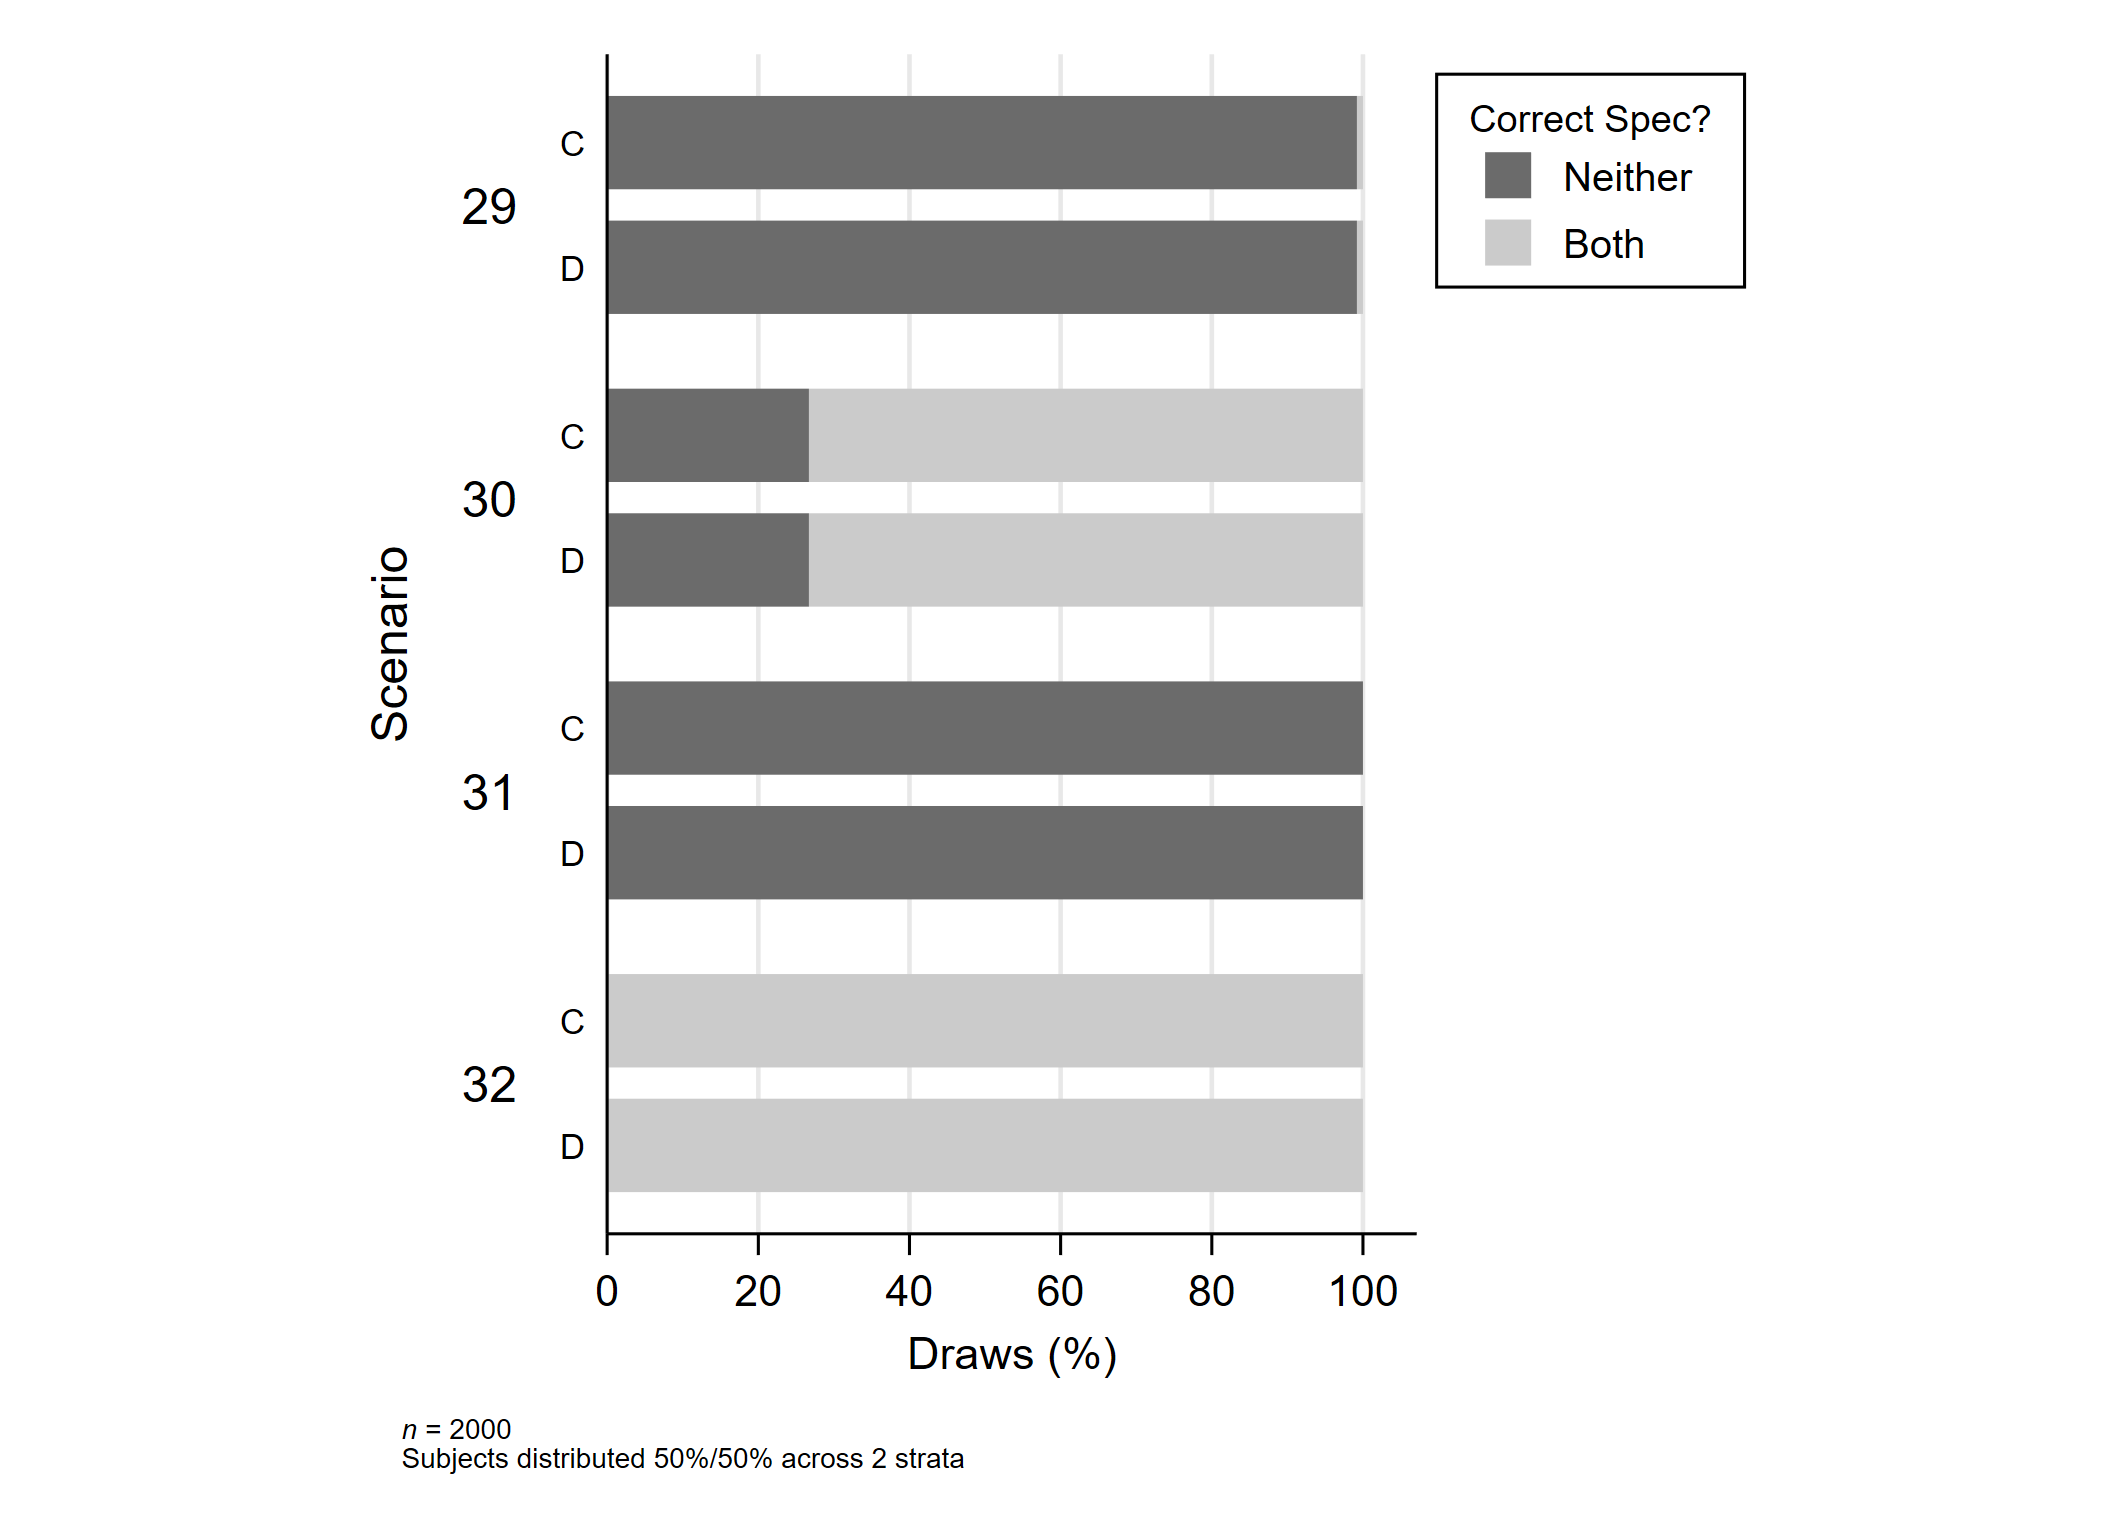 Correct Spec?
Neither
Both
Scenario
29
C
D
30
C
D
31
C
D
32
C
D
0 20 40 60 80 100
Draws (%)
n = 2000
Subjects distributed 50%/50% across 2 strata